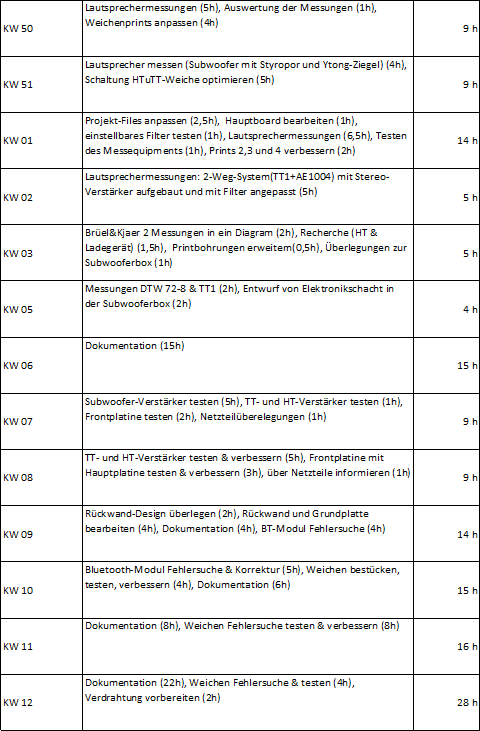 Lautsprechermessungen (5h), Auswertung der Messungen (1h),
Weichenprints anpassen (4h)
KW 50
9 h
Lautsprecher messen (Subwoofer mit Styropor und Ytong-Ziegel) (4h),
Schaltung HTuTT-Weiche optimieren (5h)
KW 51
9 h
Projekt-Files anpassen (2,5h),  Hauptboard bearbeiten (1h),
einstellbares Filter testen (1h), Lautsprechermessungen (6,5h), Testen
des Messequipments (1h), Prints 2,3 und 4 verbessern (2h)
KW 01
14 h
Lautsprechermessungen: 2-Weg-System(TT1+AE1004) mit Stereo-
Verstärker aufgebaut und mit Filter angepasst (5h)
KW 02
5 h
Brüel&Kjaer 2 Messungen in ein Diagram (2h), Recherche (HT &
Ladegerät) (1,5h),  Printbohrungen erweitern(0,5h), Überlegungen zur
Subwooferbox (1h)
KW 03
5 h
Messungen DTW 72-8 & TT1 (2h), Entwurf von Elektronikschacht in
der Subwooferbox (2h)
KW 05
4 h
Dokumentation (15h)
KW 06
15 h
Subwoofer-Verstärker testen (5h), TT- und HT-Verstärker testen (1h),
Frontplatine testen (2h), Netzteilüberelegungen (1h)
KW 07
9 h
TT- und HT-Verstärker testen & verbessern (5h), Frontplatine mit
Hauptplatine testen & verbessern (3h), über Netzteile informieren (1h)
KW 08
9 h
Rückwand-Design überlegen (2h), Rückwand und Grundplatte
bearbeiten (4h), Dokumentation (4h), BT-Modul Fehlersuche (4h)
KW 09
14 h
Bluetooth-Modul Fehlersuche & Korrektur (5h), Weichen bestücken,
testen, verbessern (4h), Dokumentation (6h)
KW 10
15 h
Dokumentation (8h), Weichen Fehlersuche testen & verbessern (8h)
KW 11
16 h
Dokumentation (22h), Weichen Fehlersuche & testen (4h),
Verdrahtung vorbereiten (2h)
KW 12
28 h